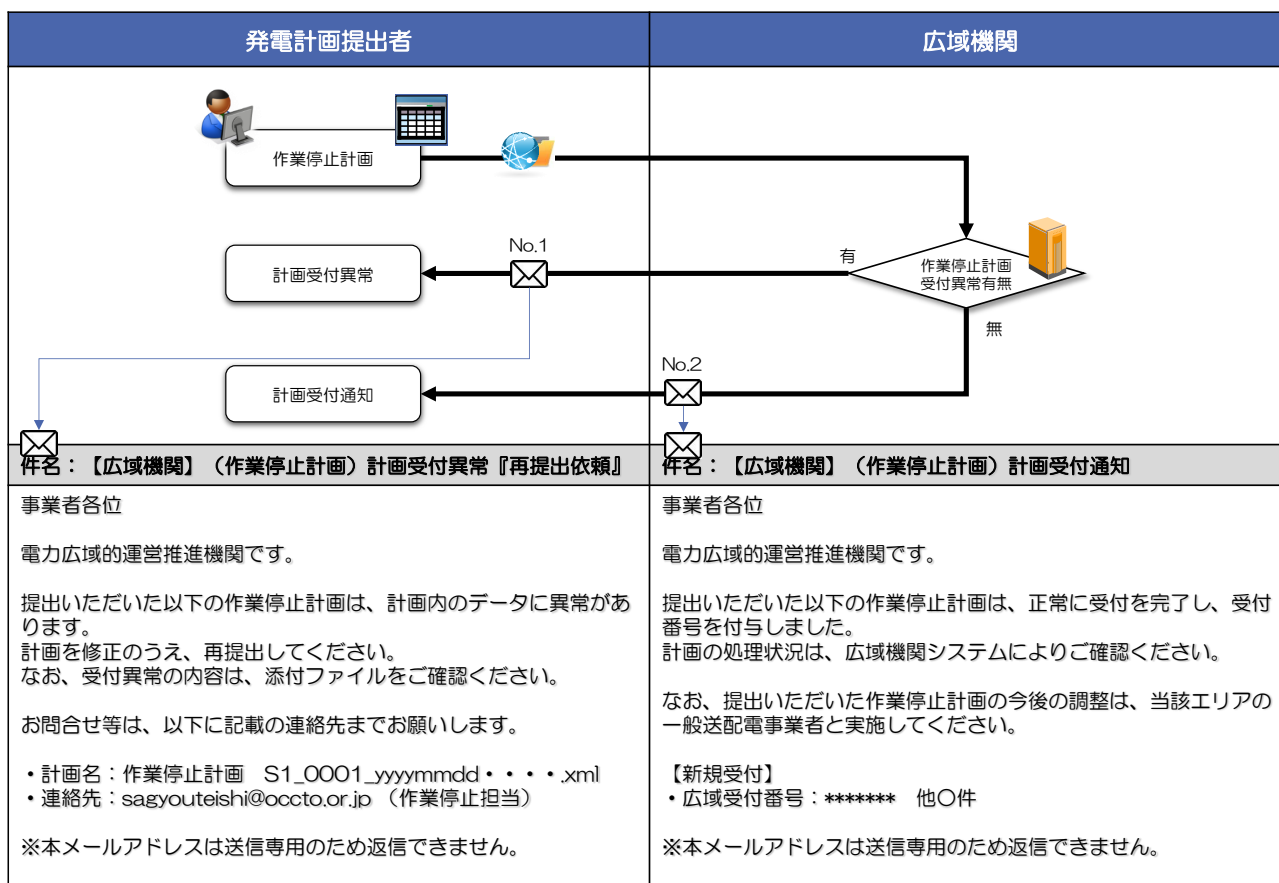 発電計画提出者
広域機関
作業停止計画
No.1
計画受付異常
有
作業停止計画
受付異常有無
無
No.2
計画受付通知
件名：【広域機関】（作業停止計画）計画受付異常『再提出依頼』
事業者各位
電力広域的運営推進機関です。
提出いただいた以下の作業停止計画は、計画内のデータに異常があ
ります。
計画を修正のうえ、再提出してください。
なお、受付異常の内容は、添付ファイルをご確認ください。
お問合せ等は、以下に記載の連絡先までお願いします。
・計画名：作業停止計画　S1_0001_yyyymmdd・・・・.xml
・連絡先：sagyouteishi@occto.or.jp （作業停止担当）
※本メールアドレスは送信専用のため返信できません。
件名：【広域機関】（作業停止計画）計画受付通知
事業者各位
電力広域的運営推進機関です。
提出いただいた以下の作業停止計画は、正常に受付を完了し、受付
番号を付与しました。
計画の処理状況は、広域機関システムによりご確認ください。
なお、提出いただいた作業停止計画の今後の調整は、当該エリアの
一般送配電事業者と実施してください。
【新規受付】
・広域受付番号：*******　他〇件
※本メールアドレスは送信専用のため返信できません。